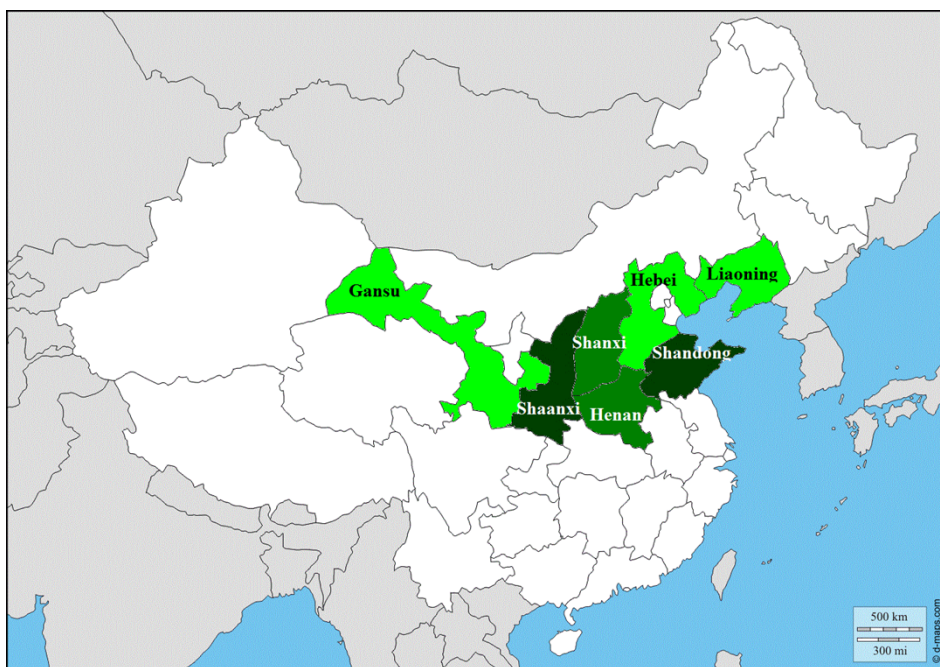 Liaoning
Hebei
Gansu
Shanxi
Shandong
Shaanxi
Henan
500 km
300 mi
© d-maps.com